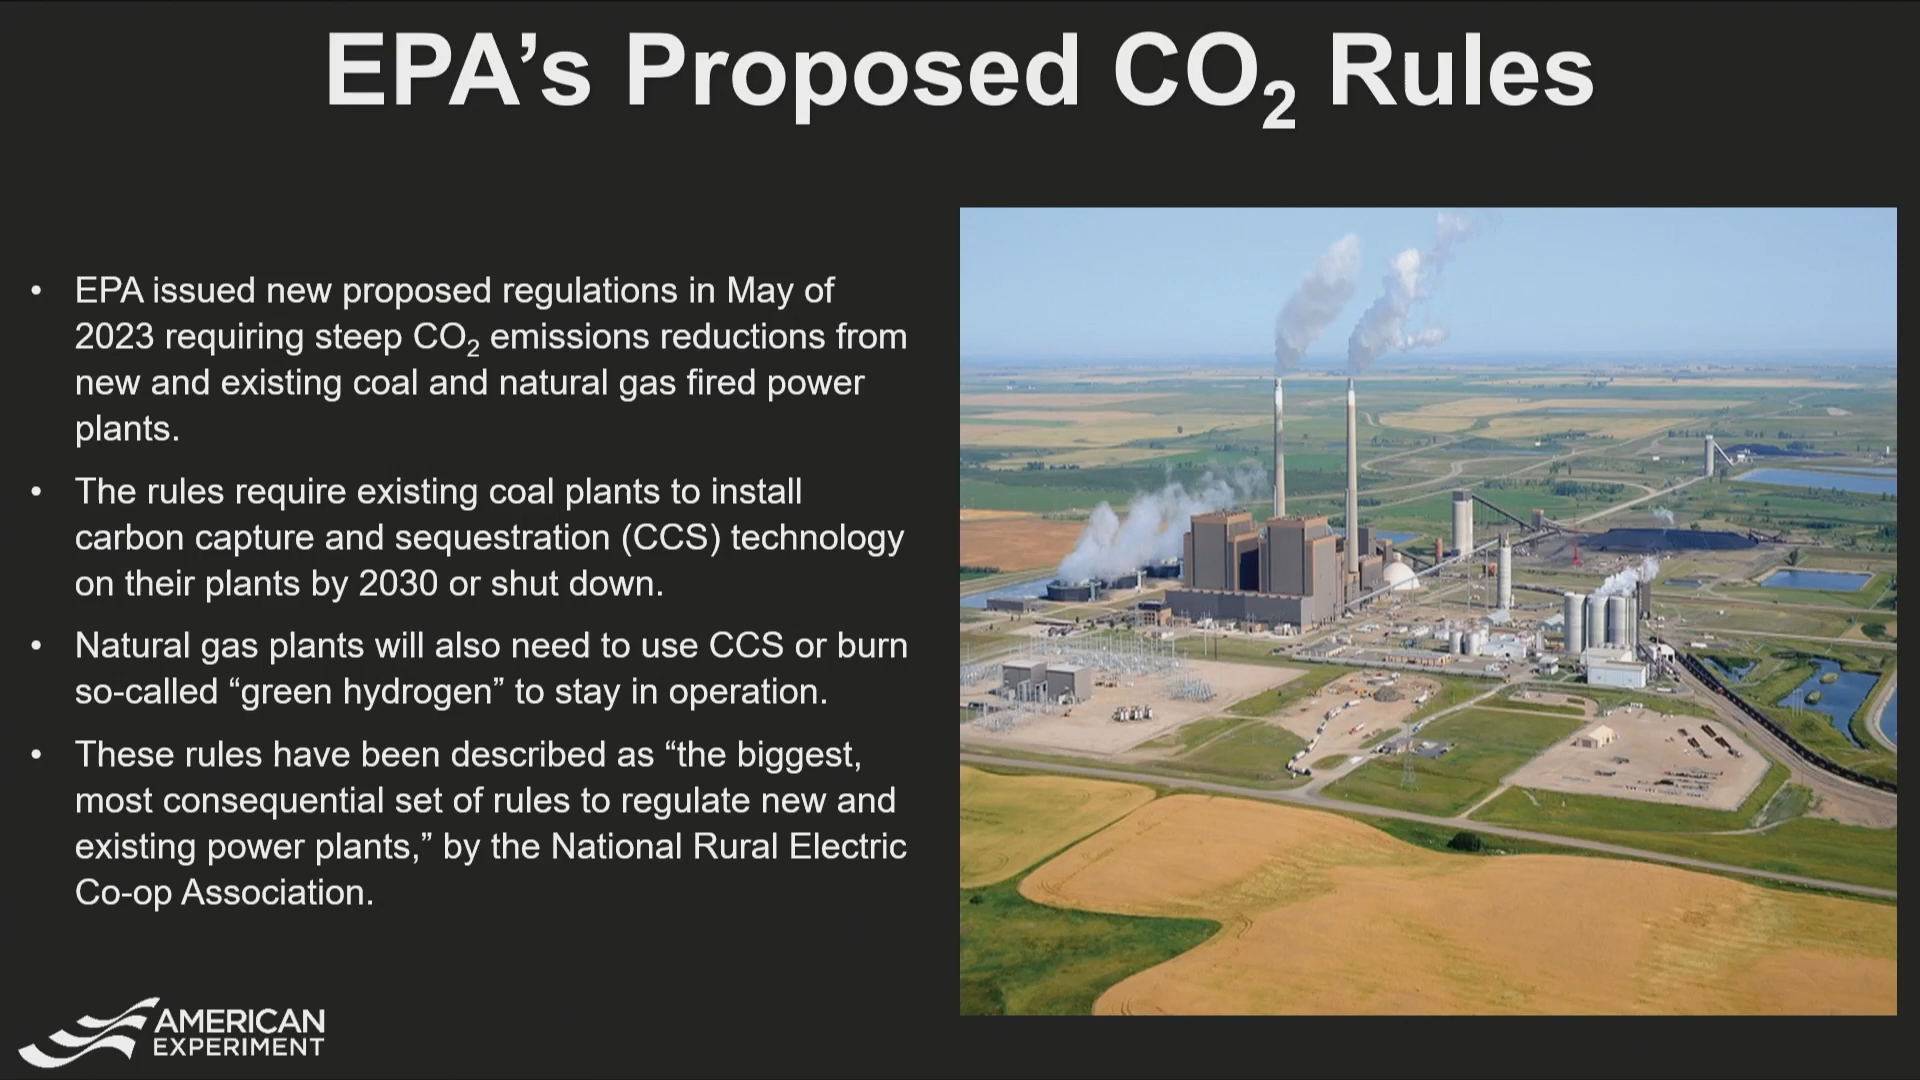 EPA’s Proposed CO₂ Rules
• EPA issued new proposed regulations in May of
2023 requiring steep CO₂ emissions reductions from
new and existing coal and natural gas fired power
plants.
• The rules require existing coal plants to install
carbon capture and sequestration (CCS) technology
on their plants by 2030 or shut down.
• Natural gas plants will also need to use CCS or burn
so-called “green hydrogen” to stay in operation.
• These rules have been described as “the biggest,
most consequential set of rules to regulate new and
existing power plants,” by the National Rural Electric
Co-op Association.
AMERICAN
EXPERIMENT